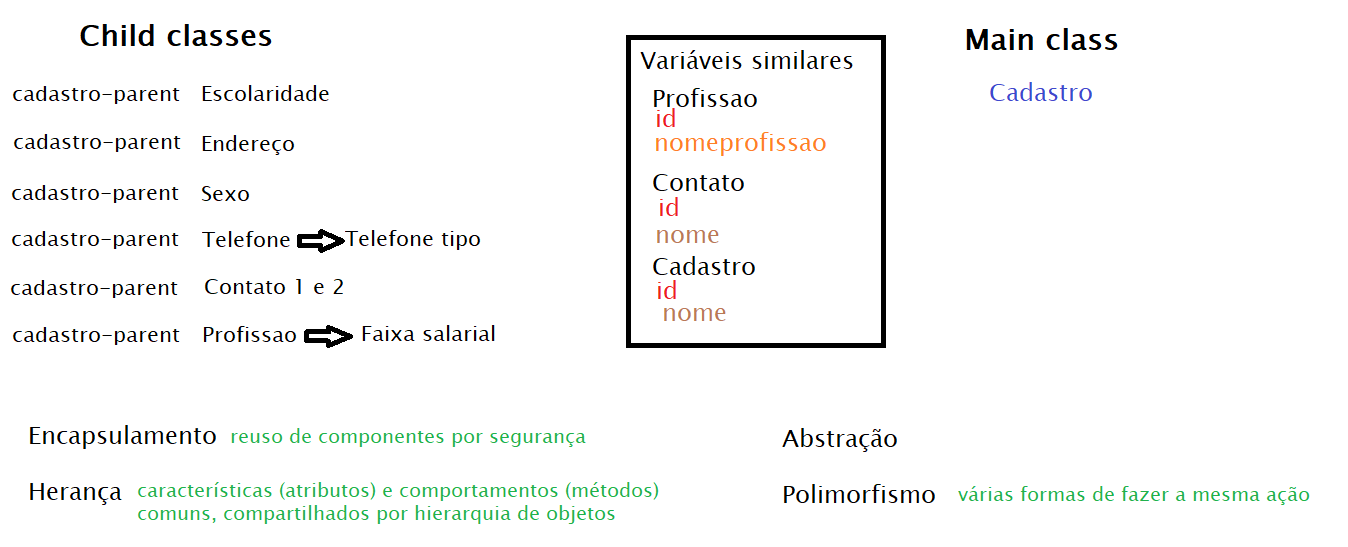 Child classes
cadastro-parent Escolaridade
cadastro-parent Endereço
cadastro-parent Sexo
cadastro-parent Telefone Telefone tipo
cadastro-parent Contato 1 e 2
cadastro-parent Profissao Faixa salarial
Variáveis similares
Profissao
id
nomeprofissao
Contato
id
nome
Cadastro
id
nome
Main class
Cadastro
Encapsulamento reuso de componentes por segurança
Herança características (atributos) e comportamentos (métodos)
comuns, compartilhados por hierarquia de objetos
Abstração
Polimorfismo várias formas de fazer a mesma ação